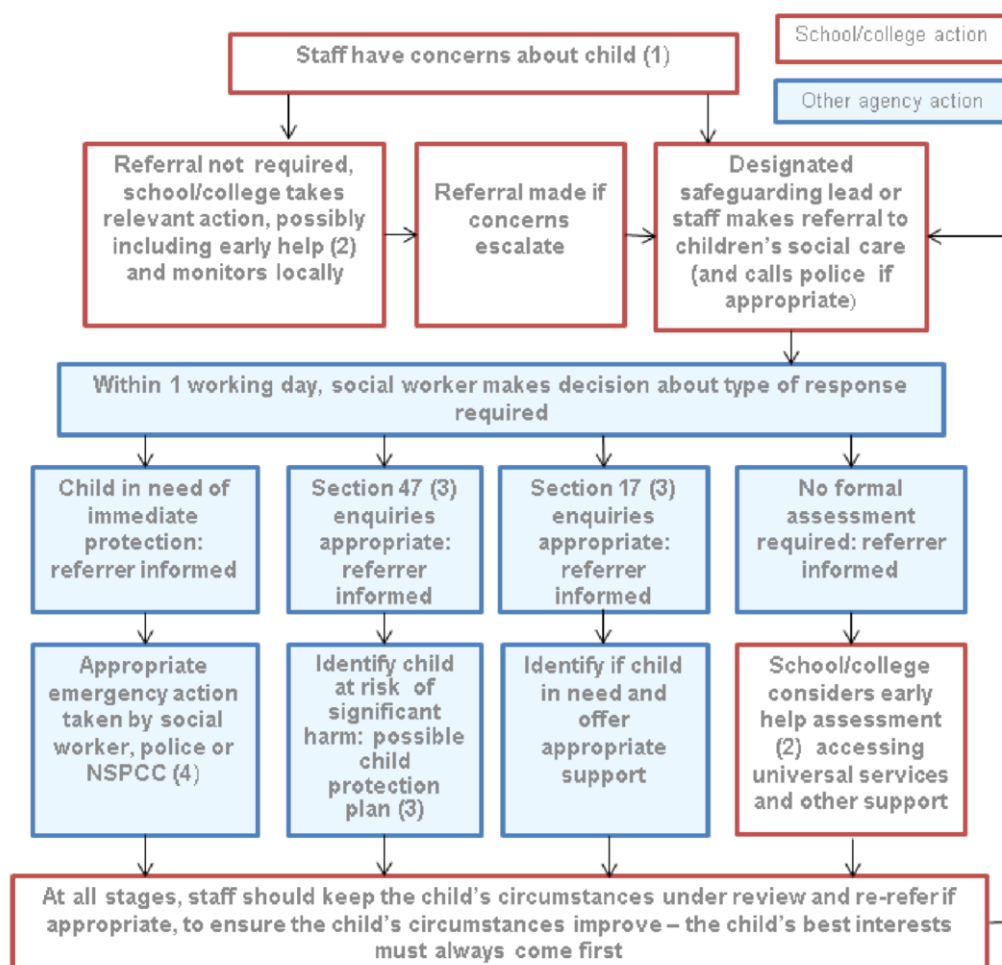 School/college action
Staff have concerns about child (1)
Other agency action
Referral not required,
school/college takes
relevant action, possibly
including early help (2)
and monitors locally
Referral made if
concerns
escalate
Designated
safeguarding lead or
staff makes referral to
children's social care
(and calls police if
appropriate)
Within 1 working day, social worker makes decision about type of response
required
Child in need of
immediate
protection:
referrer informed
Section 47 (3)
enquiries
appropriate:
referrer
informed
Section 17 (3)
enquiries
appropriate:
referrer
informed
No formal
assessment
required: referrer
informed
Appropriate
emergency action
taken by social
worker, police or
NSPCC (4)
Identify child
at risk of
significant
harm: possible
child
protection
plan (3)
Identify if child
in need and
offer
appropriate
support
School/college
considers early
help assessment
(2) accessing
universal services
and other support
At all stages, staff should keep the child's circumstances under review and re-refer if
appropriate, to ensure the child's circumstances improve – the child's best interests
must always come first